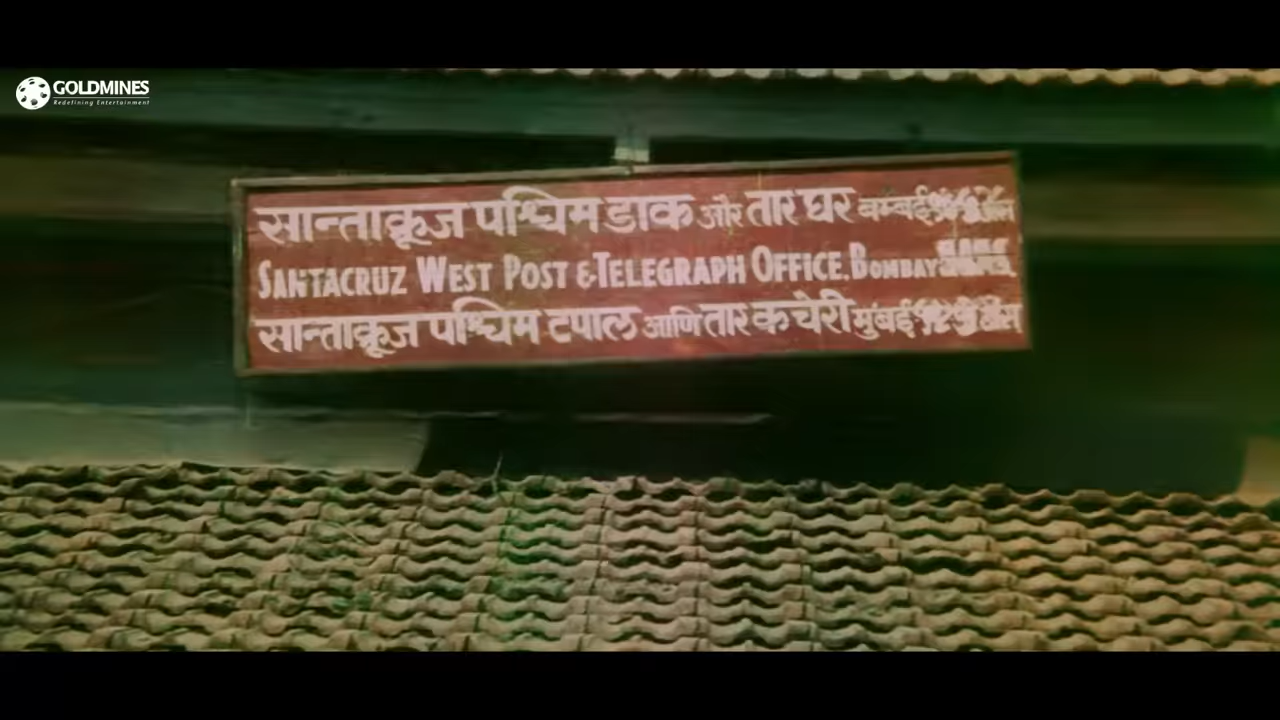 GOLDMINES
Redefining Entertainment
सान्ताक्रूज पश्चिम डाक और तार घर बम्बई
SANTACRUZ WEST POST & TELEGRAPH OFFICE. BOMBAY
सान्ताक्रूज पश्चिम टपाल आणि तार कचेरी मुंबई